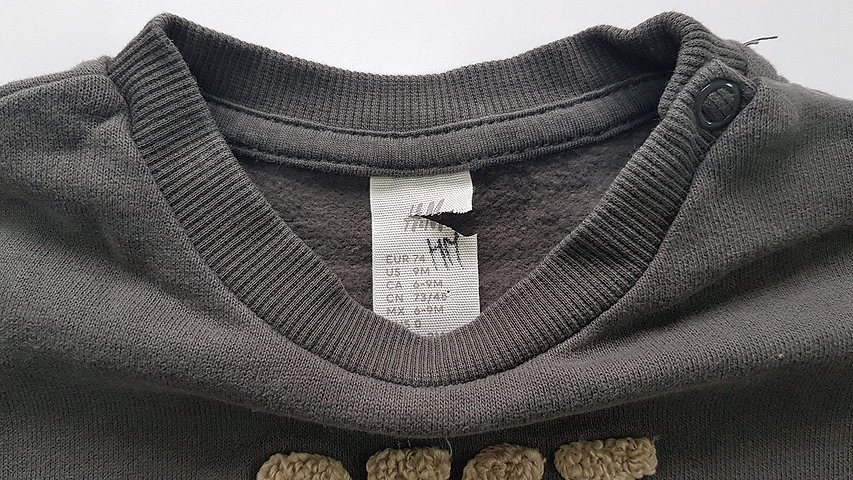 H&M
HM
EUR 74
US 9M
CA 6-9M
CN 73/48
MX 6-9M